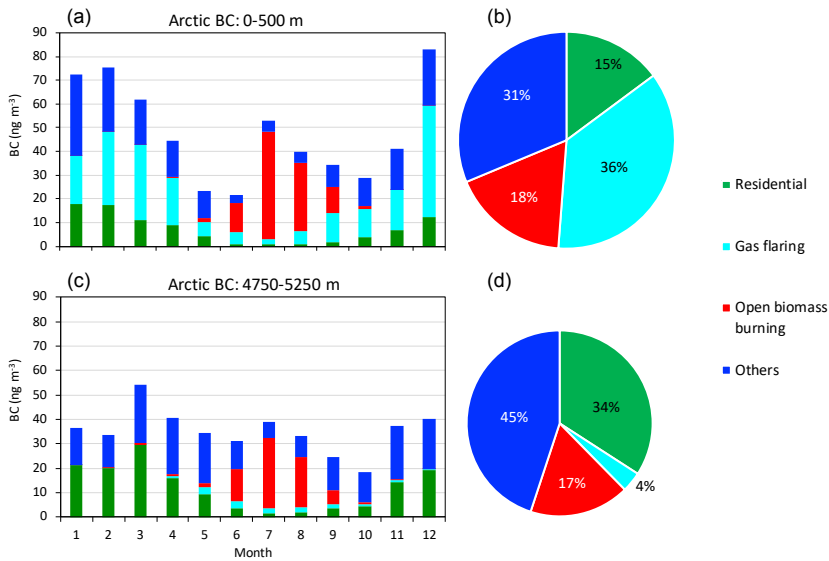 (a)
Arctic BC: 0-500 m
(b)
90
80
70
60
50
40
30
20
10
0
BC (ng m⁻³)
15%
36%
18%
31%
Residential
Gas flaring
Open biomass
burning
Others
(c)
Arctic BC: 4750-5250 m
(d)
90
80
70
60
50
40
30
20
10
0
BC (ng m⁻³)
1 2 3 4 5 6 7 8 9 10 11 12
Month
34%
4%
17%
45%